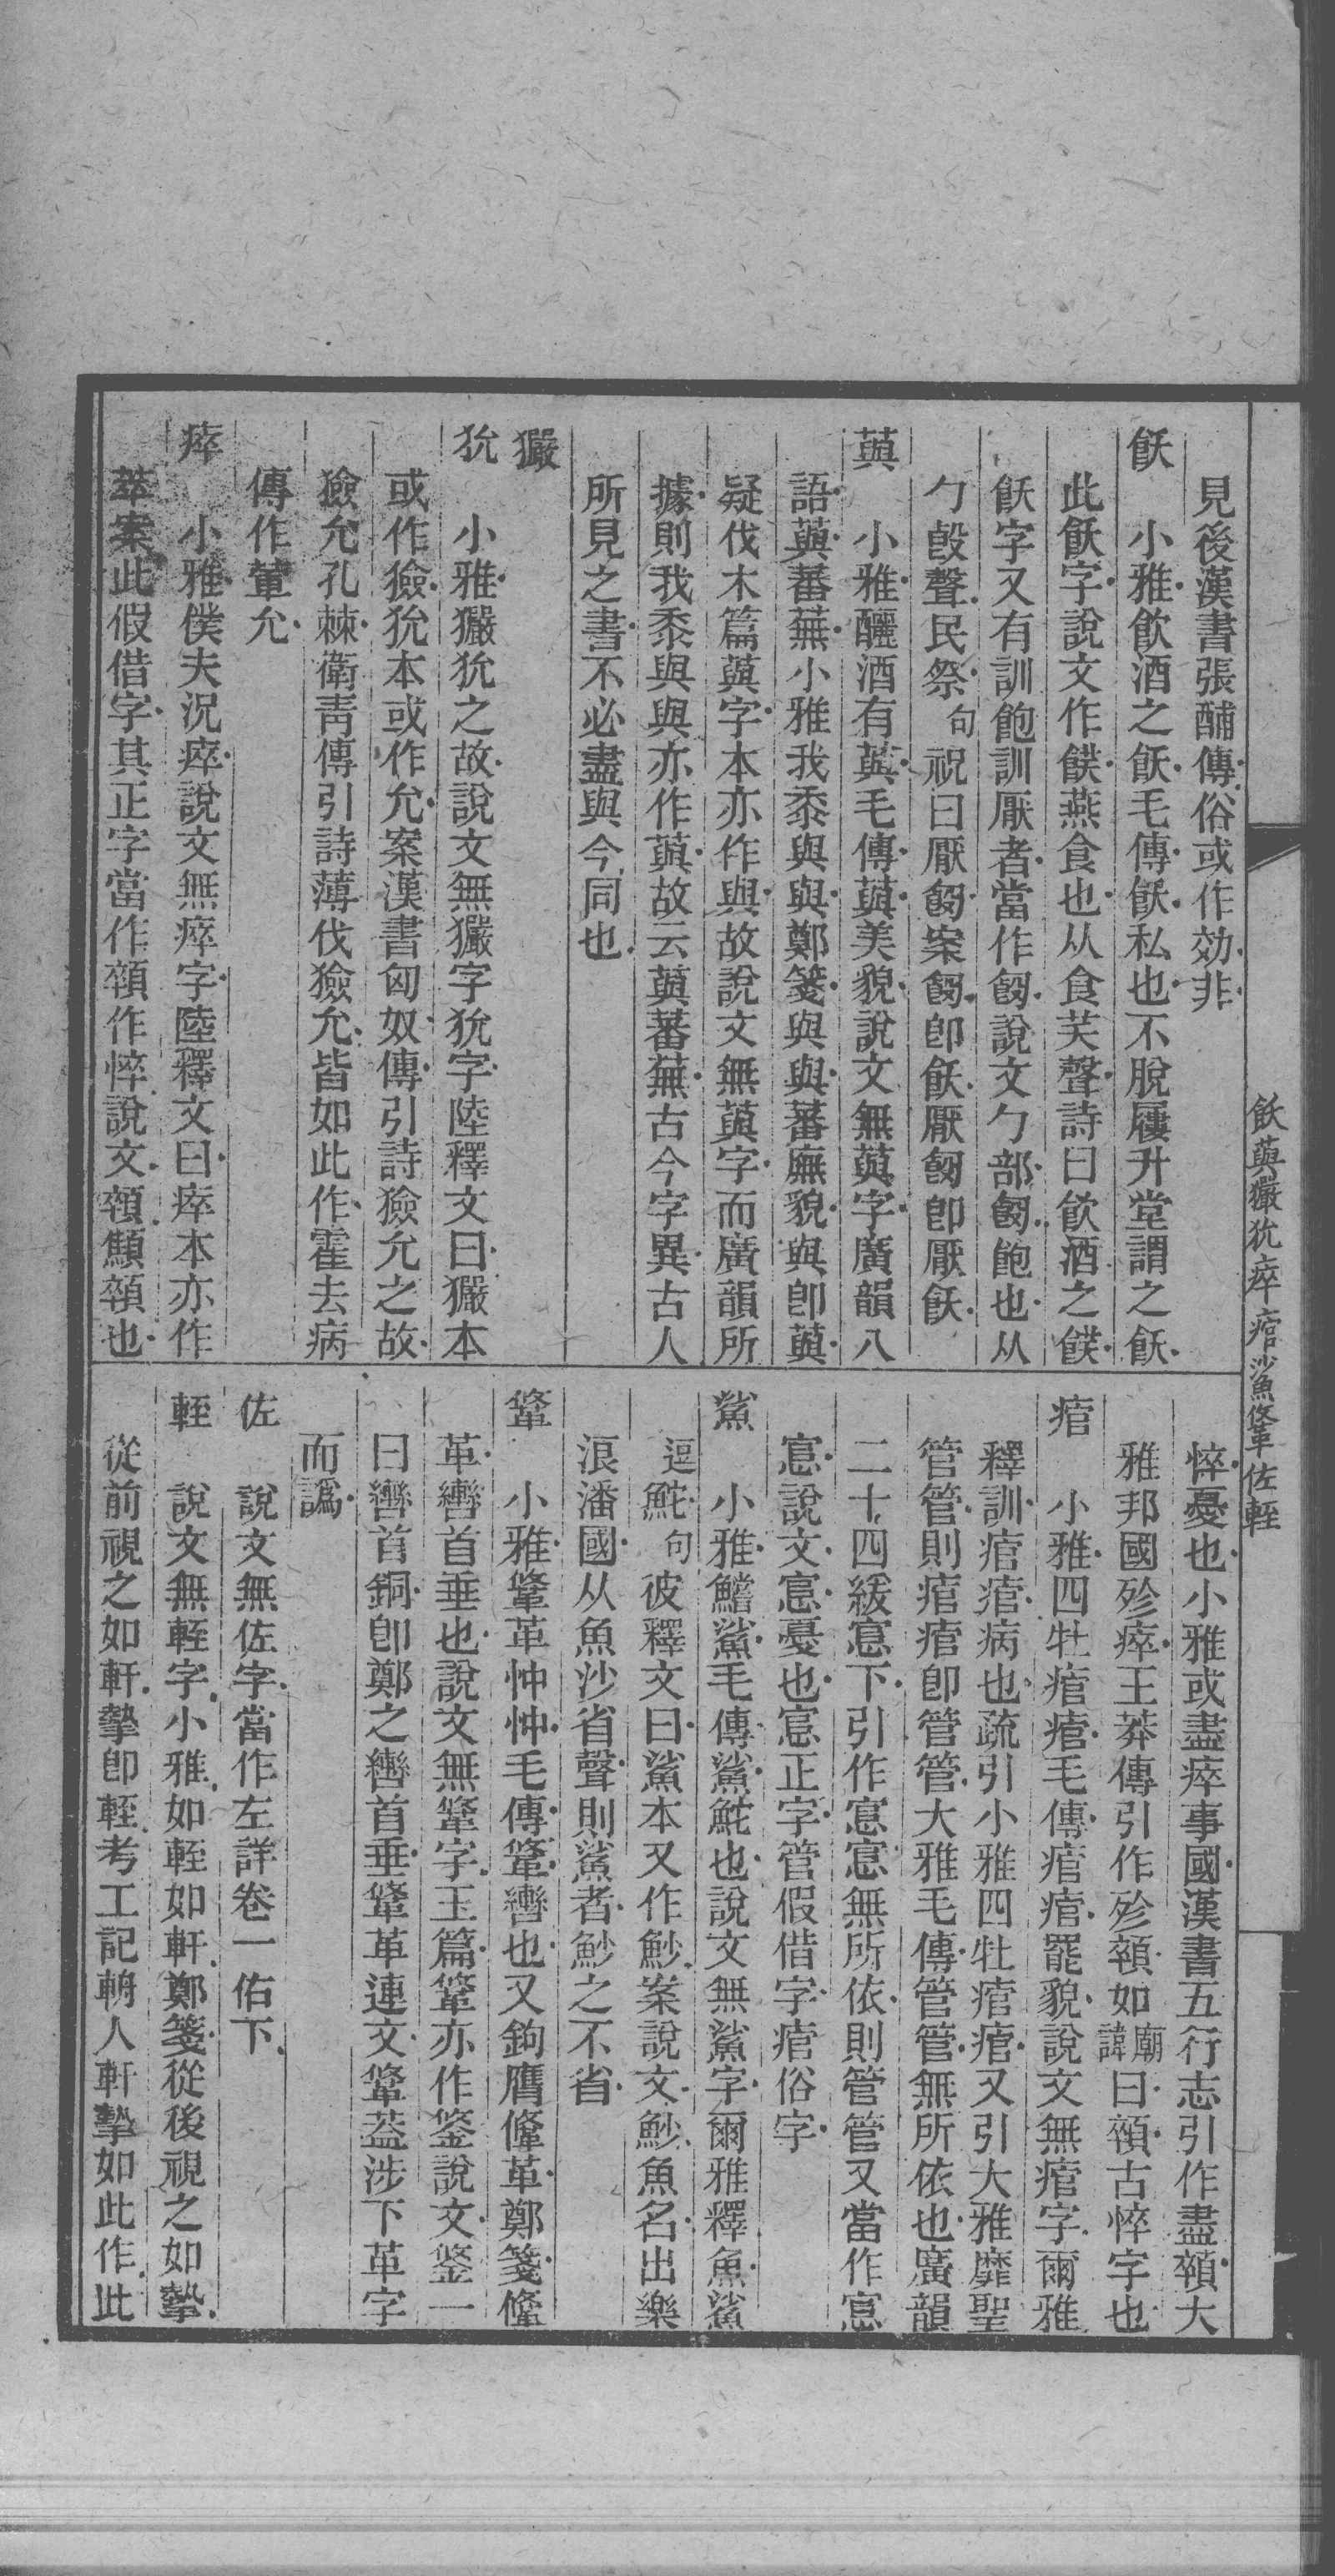 見後漢書張酺傳俗或作効非
飫　小雅飲酒之飫毛傳飫私也不脫屨升堂謂之飫
此飫字說文作䬴燕食也从食芺聲詩曰飲酒之䬴
飫字又有訓飽訓厭者當作匓說文勹部匓飽也从
勹㱿聲民祭句祝曰厭匓案匓卽飫厭匓卽厭飫
藇　小雅釃酒有藇毛傳藇美貌說文無藇字廣韻八
語藇蕃蕪小雅我黍與與鄭箋與與蕃廡貌與卽藇
疑伐木篇藇字本亦作與故說文無藇字而廣韻所
據則我黍與與亦作藇故云藇蕃蕪古今字異古人
所見之書不必盡與今同也
玁
狁　小雅玁狁之故說文無玁字狁字陸釋文曰玁本
或作獫狁本或作允案漢書匈奴傳引詩獫允之故
獫允孔棘衛靑傳引詩薄伐獫允皆如此作霍去病
傳作葷允
瘁　小雅僕夫況瘁說文無瘁字陸釋文曰瘁本亦作
萃案此假借字其正字當作顇作悴說文顇顦顇也
悴憂也小雅或盡瘁事國漢書五行志引作盡顇大
雅邦國殄瘁王莽傳引作殄顇如廟諱曰顇古悴字也
痯　小雅四牡痯痯毛傳痯痯罷貌說文無痯字爾雅
釋訓痯痯病也疏引小雅四牡痯痯又引大雅靡聖
管管則痯痯卽管管大雅毛傳管管無所依也廣韻
二十四緩悹下引作悹悹無所依則管管又當作悹
悹說文悹憂也悹正字管假借字痯俗字
鯊　小雅鱨鯊毛傳鯊鮀也說文無鯊字爾雅釋魚鯊
逗鮀句彼釋文曰鯊本又作魦案說文魦魚名出樂
浪潘國从魚沙省聲則鯊者魦之不省
鞗　小雅鞗革忡忡毛傳鞗轡也又鉤膺鞗革鄭箋鞗
革轡首垂也說文無鞗字玉篇鞗亦作鋚說文鋚一
曰轡首銅卽鄭之轡首垂鞗革連文鞗葢涉下革字
而譌
佐　說文無佐字當作左詳卷一佑下
輊　說文無輊字小雅如輊如軒鄭箋從後視之如摯
從前視之如軒摯卽輊考工記輈人軒摯如此作此
飫藇玁狁瘁　痯鯊鞗佐輊